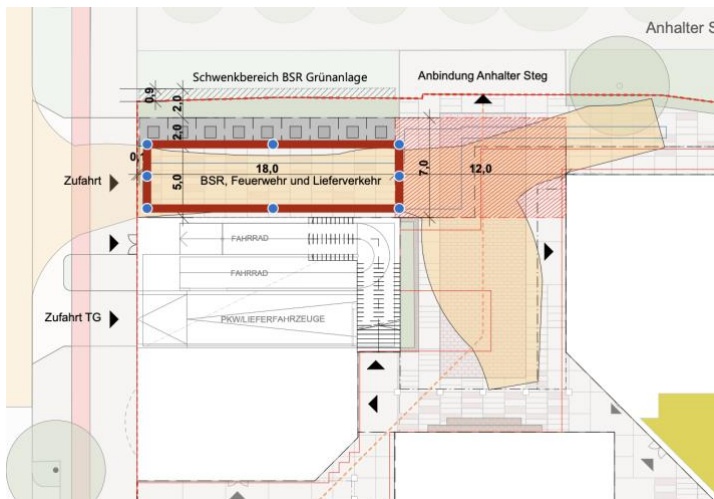 Anhalter S
Schwenkbereich BSR Grünanlage
Anbindung Anhalter Steg
0,9
2,0
2,0
0,1
18,0
12,0
7,0
5,0
Zufahrt
BSR, Feuerwehr und Lieferverkehr
FAHRRAD
FAHRRAD
Zufahrt TG
PKW/LIEFERFAHRZEUGE